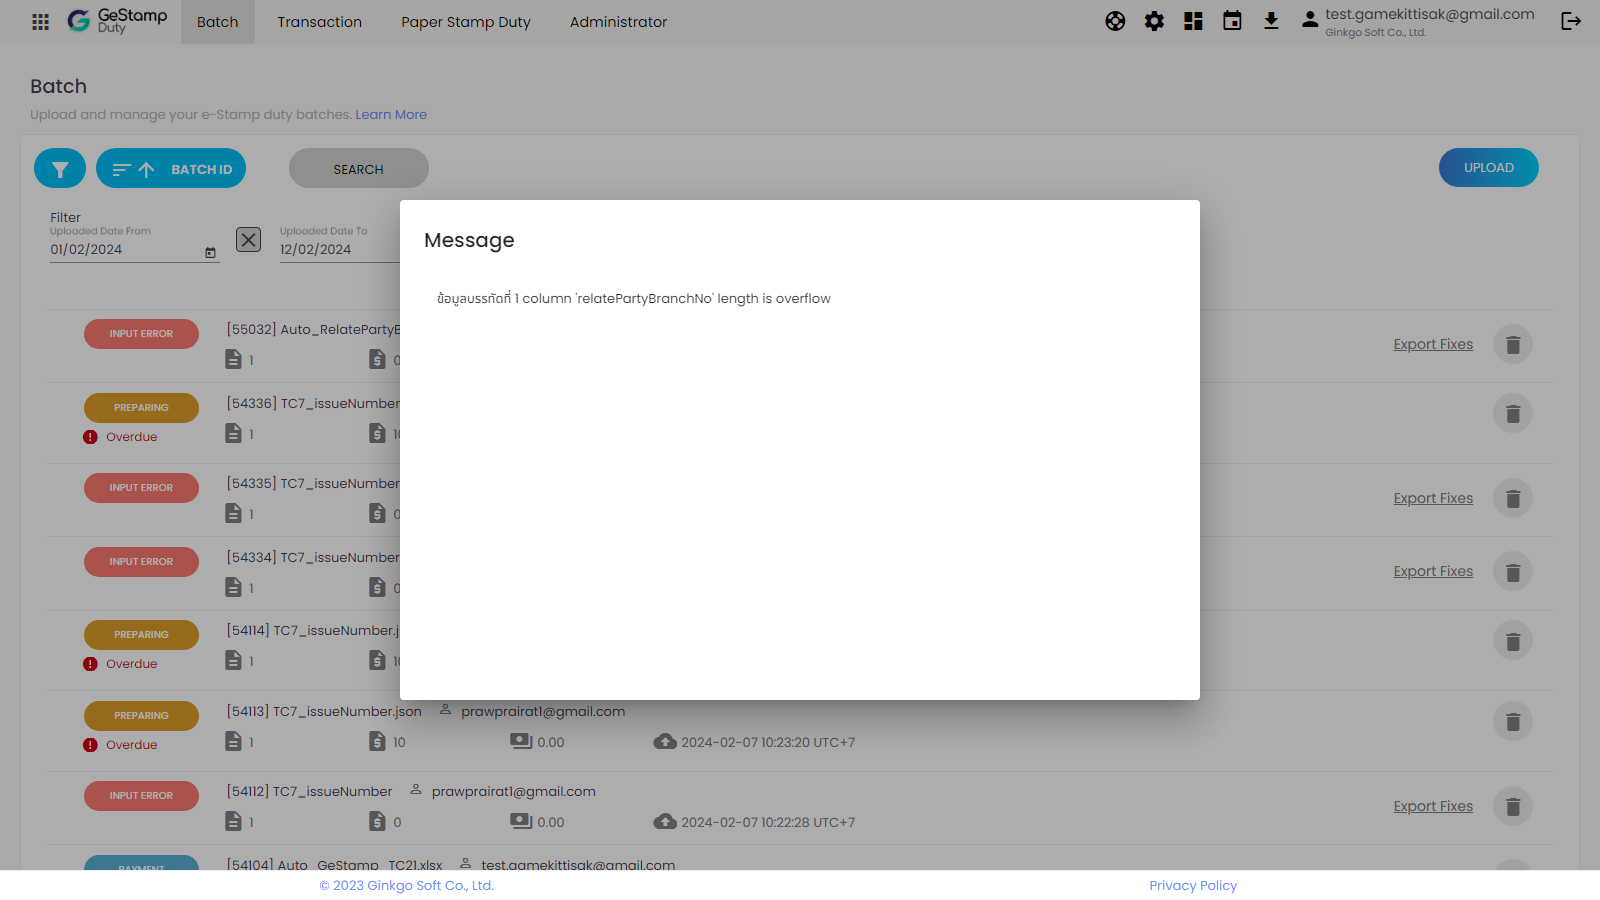 GeStamp
Duty
Batch
Transaction
Paper Stamp Duty
Administrator
test.gamekittisak@gmail.com
Ginkgo Soft Co., Ltd.
Batch
Upload and manage your e-Stamp duty batches. Learn More
BATCH ID
SEARCH
UPLOAD
Filter
Uploaded Date From
01/02/2024
Uploaded Date To
12/02/2024
Message
ข้อมูลบรรทัดที่ 1 column 'relatePartyBranchNo' length is overflow
INPUT ERROR
[55032] Auto_RelatePartyB
1
0
Export Fixes
PREPARING
Overdue
[54336] TC7_issueNumber
1
10
INPUT ERROR
[54335] TC7_issueNumber
1
0
Export Fixes
INPUT ERROR
[54334] TC7_issueNumber
1
0
Export Fixes
PREPARING
Overdue
[54114] TC7_issueNumber.j
1
10
PREPARING
Overdue
[54113] TC7_issueNumber.json
prawprairat1@gmail.com
1
10
0.00
2024-02-07 10:23:20 UTC+7
INPUT ERROR
[54112] TC7_issueNumber
prawprairat1@gmail.com
1
0
0.00
2024-02-07 10:22:28 UTC+7
Export Fixes
PAYMENT
[54104] Auto_GeStamp_TC21.xlsx
test.gamekittisak@gmail.com
© 2023 Ginkgo Soft Co., Ltd.
Privacy Policy